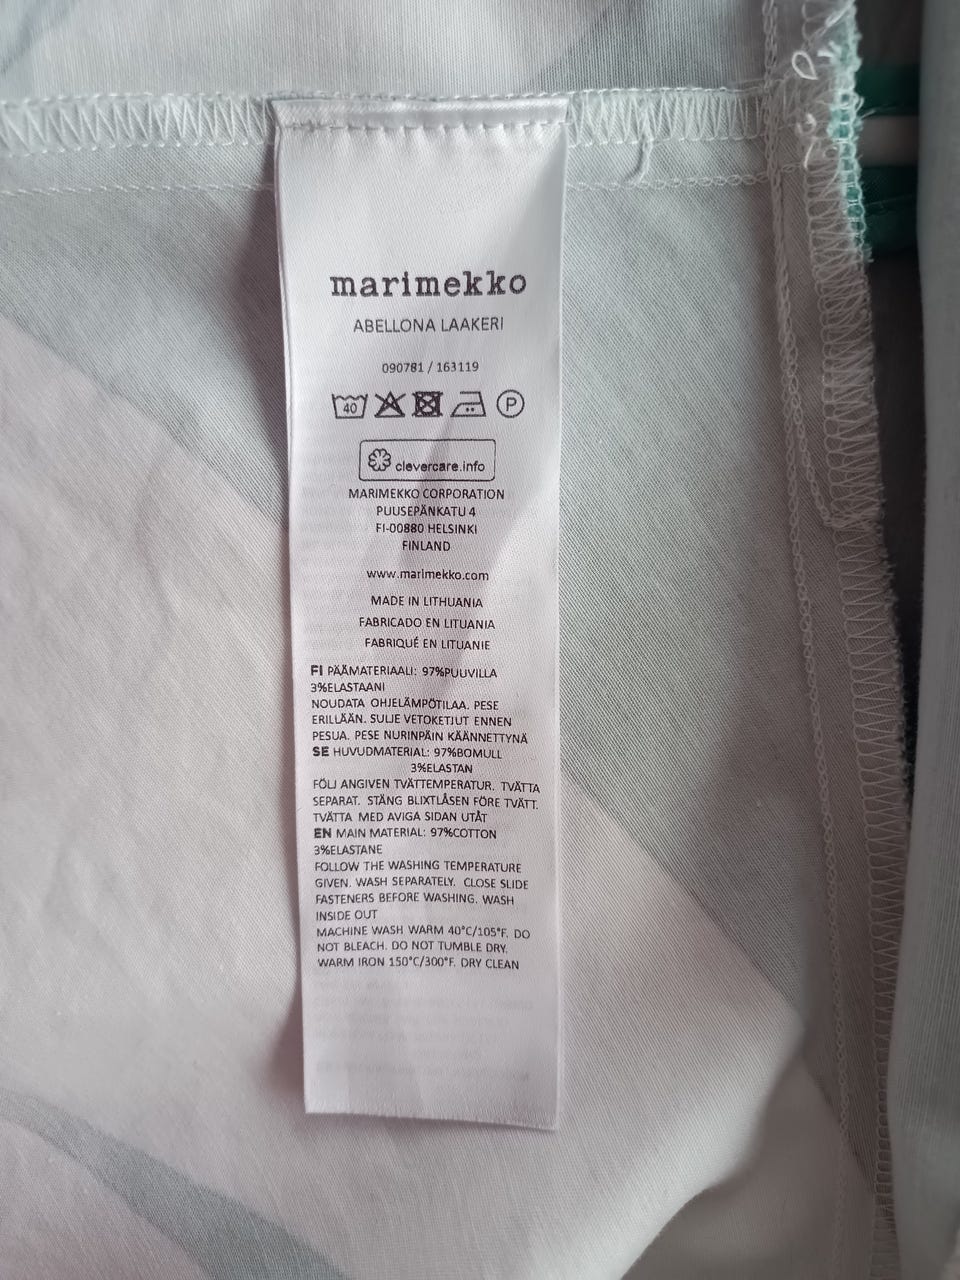 marimekko
ABELLONA LAAKERI
090781 / 163119
40 P
clevercare.info
MARIMEKKO CORPORATION
PUUSEPÄNKATU 4
FI-00880 HELSINKI
FINLAND
www.marimekko.com
MADE IN LITHUANIA
FABRICADO EN LITUANIA
FABRIQUÉ EN LITUANIE
FI PÄÄMATERIAALI: 97%PUUVILLA
3%ELASTAANI
NOUDATA OHJELÄMPÖTILAA. PESE
ERILLÄÄN. SULJE VETOKETJUT ENNEN
PESUA. PESE NURINPÄIN KÄÄNNETTYNÄ
SE HUVUDMATERIAL: 97%BOMULL
3%ELASTAN
FÖLJ ANGIVEN TVÄTTEMPERATUR. TVÄTTA
SEPARAT. STÄNG BLIXTLÅSEN FÖRE TVÄTT.
TVÄTTA MED AVIGA SIDAN UTÅT
EN MAIN MATERIAL: 97%COTTON
3%ELASTANE
FOLLOW THE WASHING TEMPERATURE
GIVEN. WASH SEPARATELY. CLOSE SLIDE
FASTENERS BEFORE WASHING. WASH
INSIDE OUT
MACHINE WASH WARM 40°C/105°F. DO
NOT BLEACH. DO NOT TUMBLE DRY.
WARM IRON 150°C/300°F. DRY CLEAN